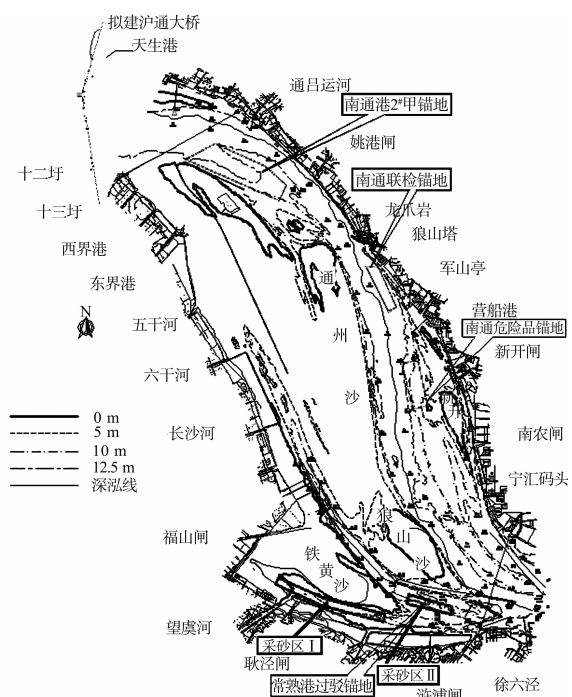 拟建沪通大桥
天生港
通吕运河
南通港2#甲锚地
姚港闸
十二圩
南通联检锚地
十三圩
龙爪岩
狼山塔
西界港
军山亭
东界港
通
州
沙
营船港
N
五干河
南通危险品锚地
新开闸
六干河
0 m
5 m
10 m
12.5 m
深泓线
长沙河
南农闸
宁汇码头
狼
山
沙
福山闸
铁
黄
沙
望虞河
采砂区Ⅰ
耿泾闸
采砂区Ⅱ
常熟港过驳锚地
浒浦闸
徐六泾